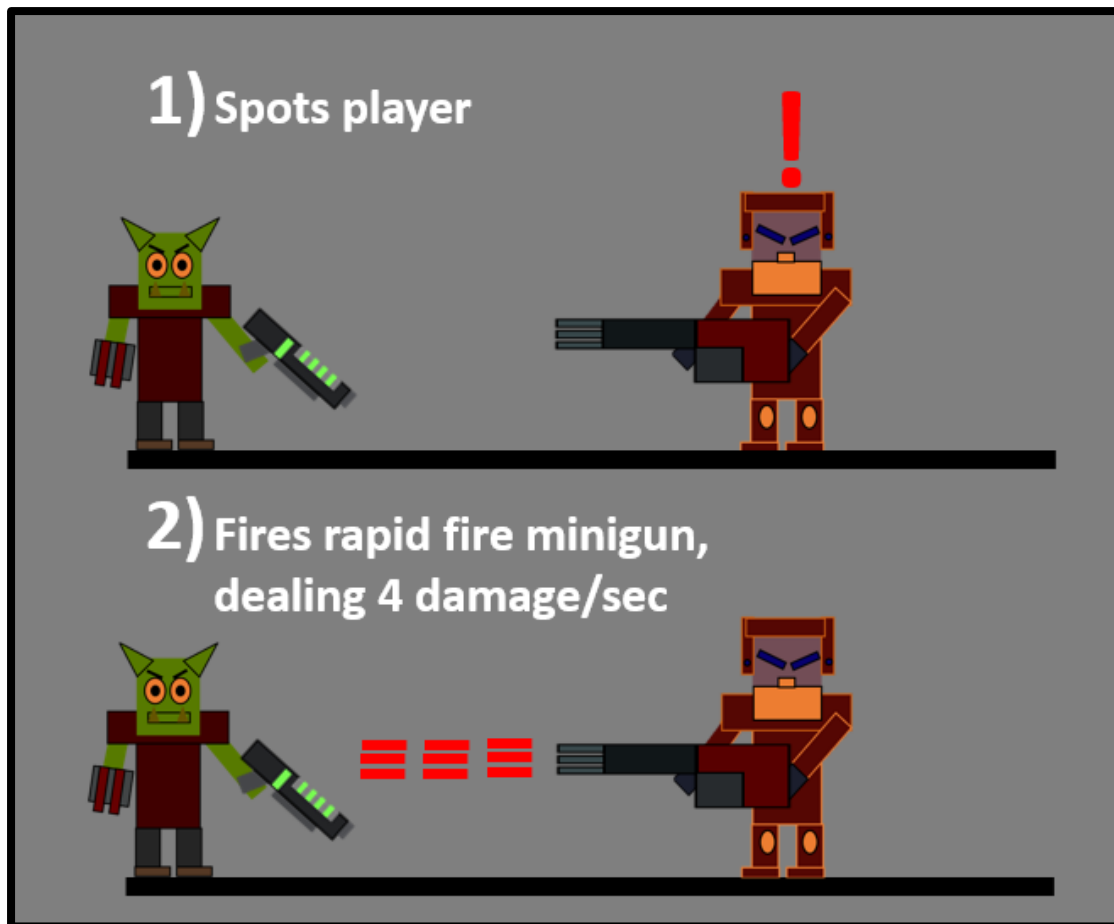 1) Spots player
!
2) Fires rapid fire minigun,
dealing 4 damage/sec